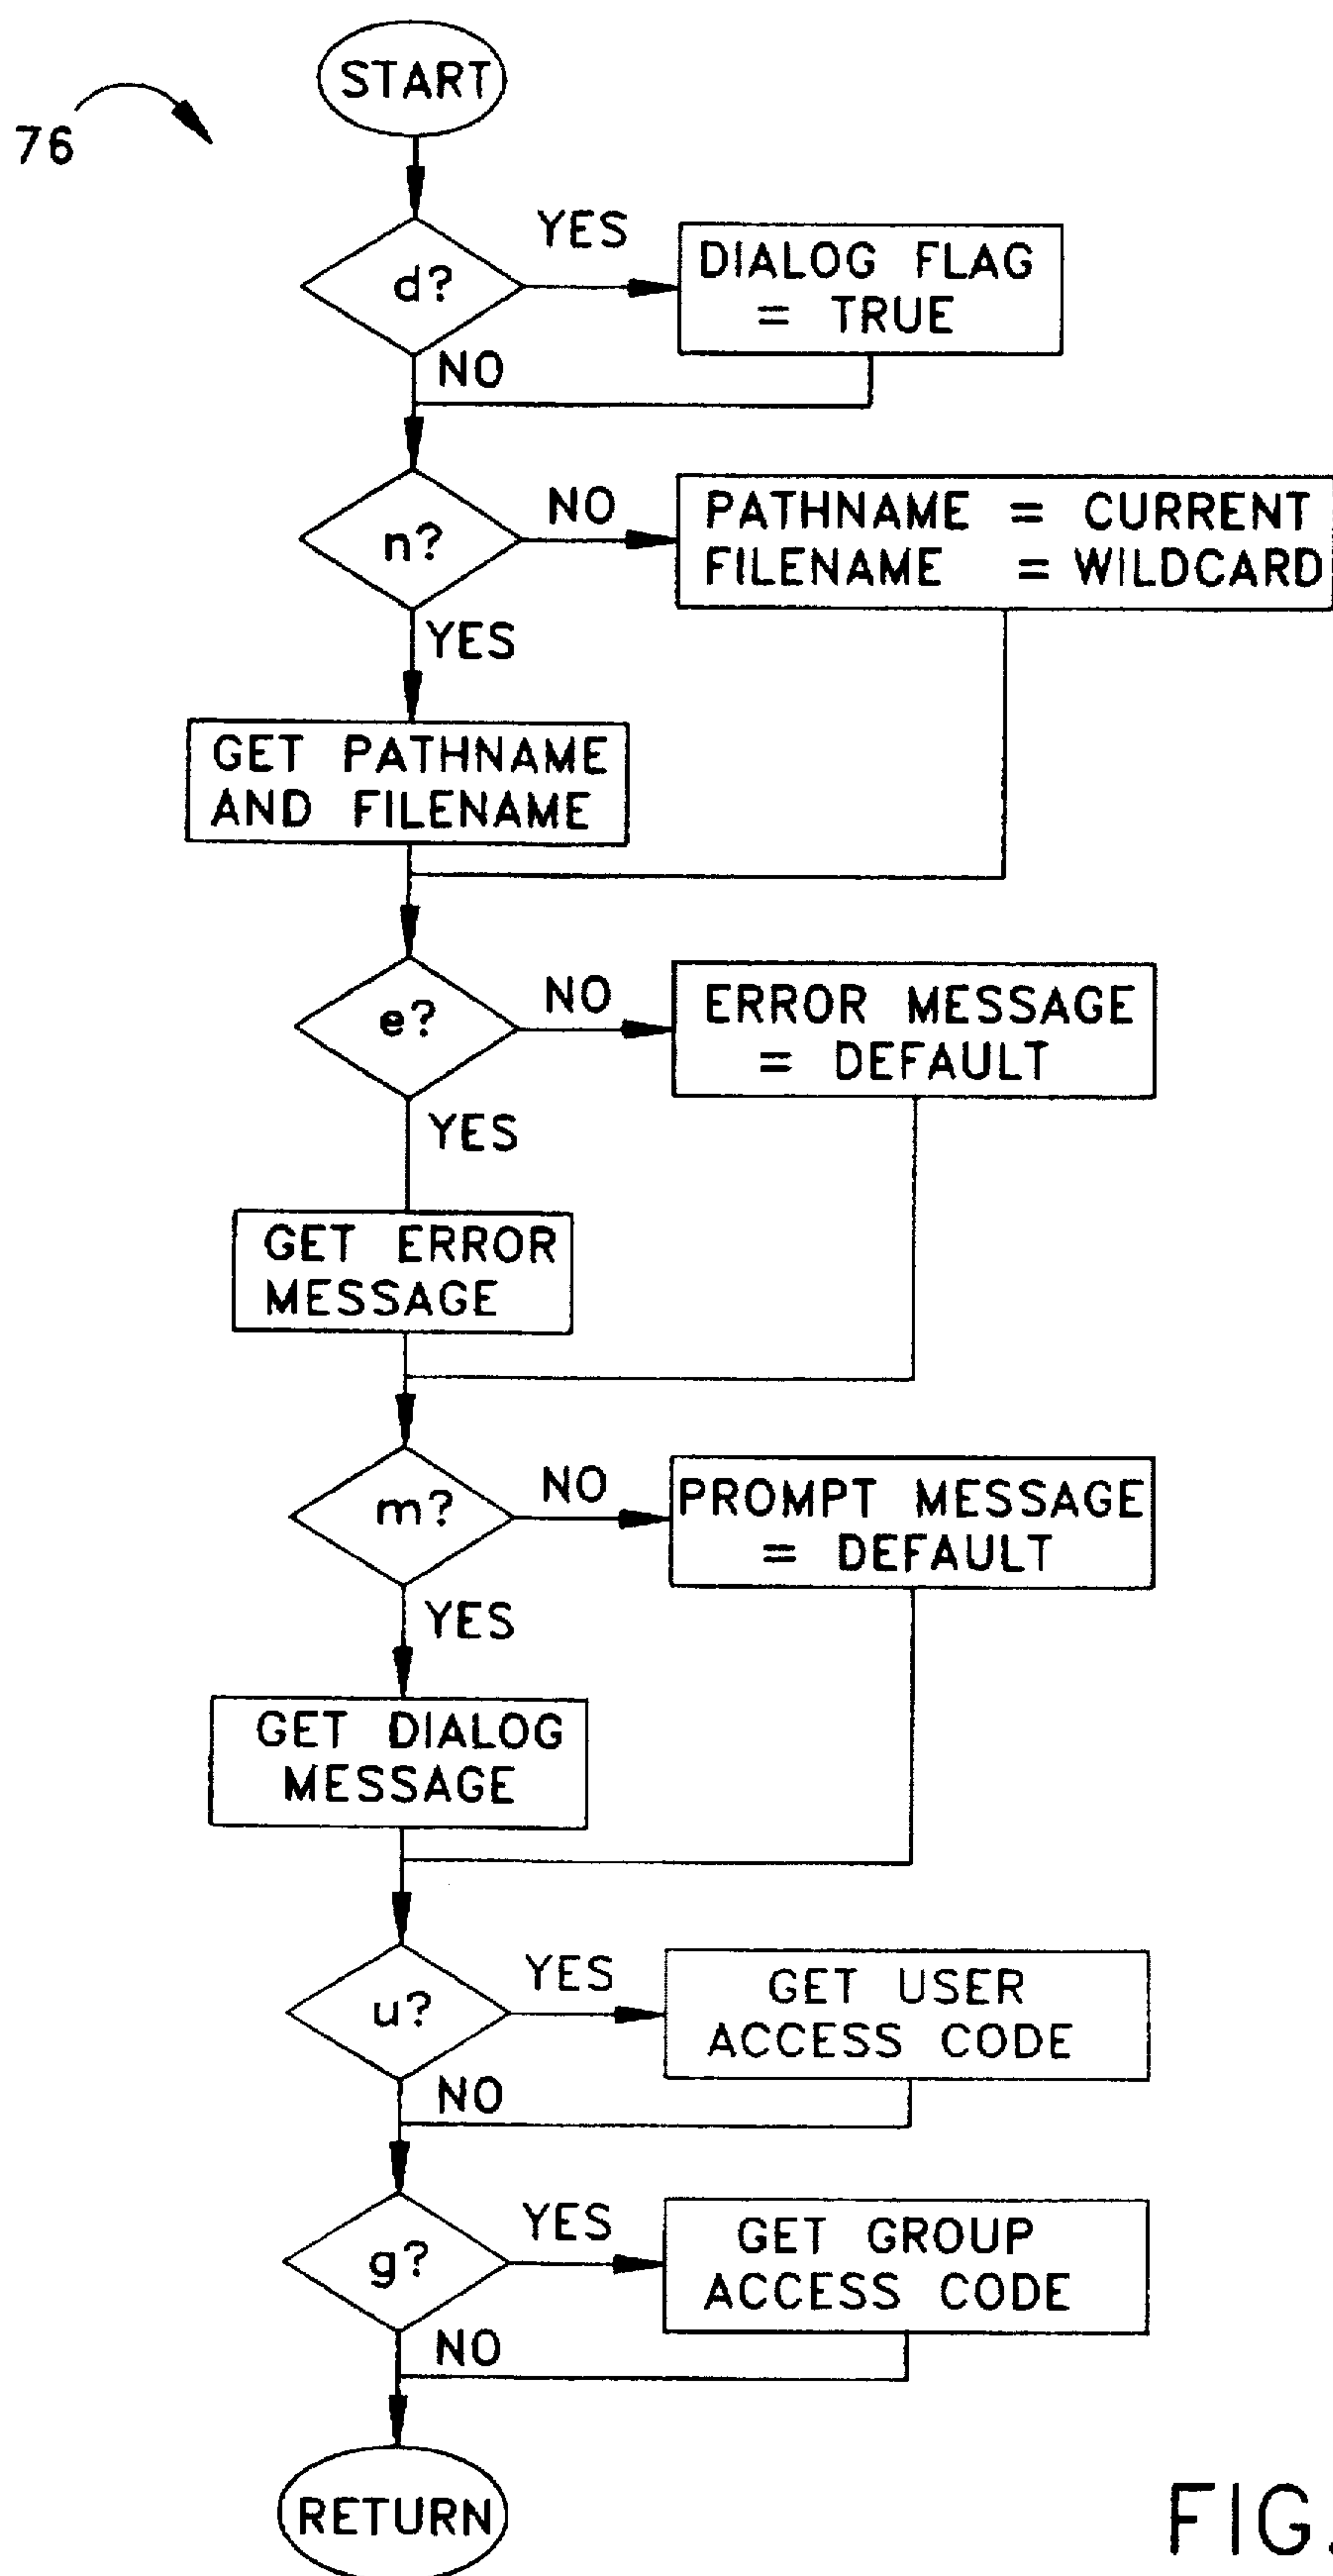 START
76
d?
YES
DIALOG FLAG
= TRUE
NO
n?
NO
PATHNAME = CURRENT
FILENAME = WILDCARD
YES
GET PATHNAME
AND FILENAME
e?
NO
ERROR MESSAGE
= DEFAULT
YES
GET ERROR
MESSAGE
m?
NO
PROMPT MESSAGE
= DEFAULT
YES
GET DIALOG
MESSAGE
u?
YES
GET USER
ACCESS CODE
NO
g?
YES
GET GROUP
ACCESS CODE
NO
RETURN
FIG.